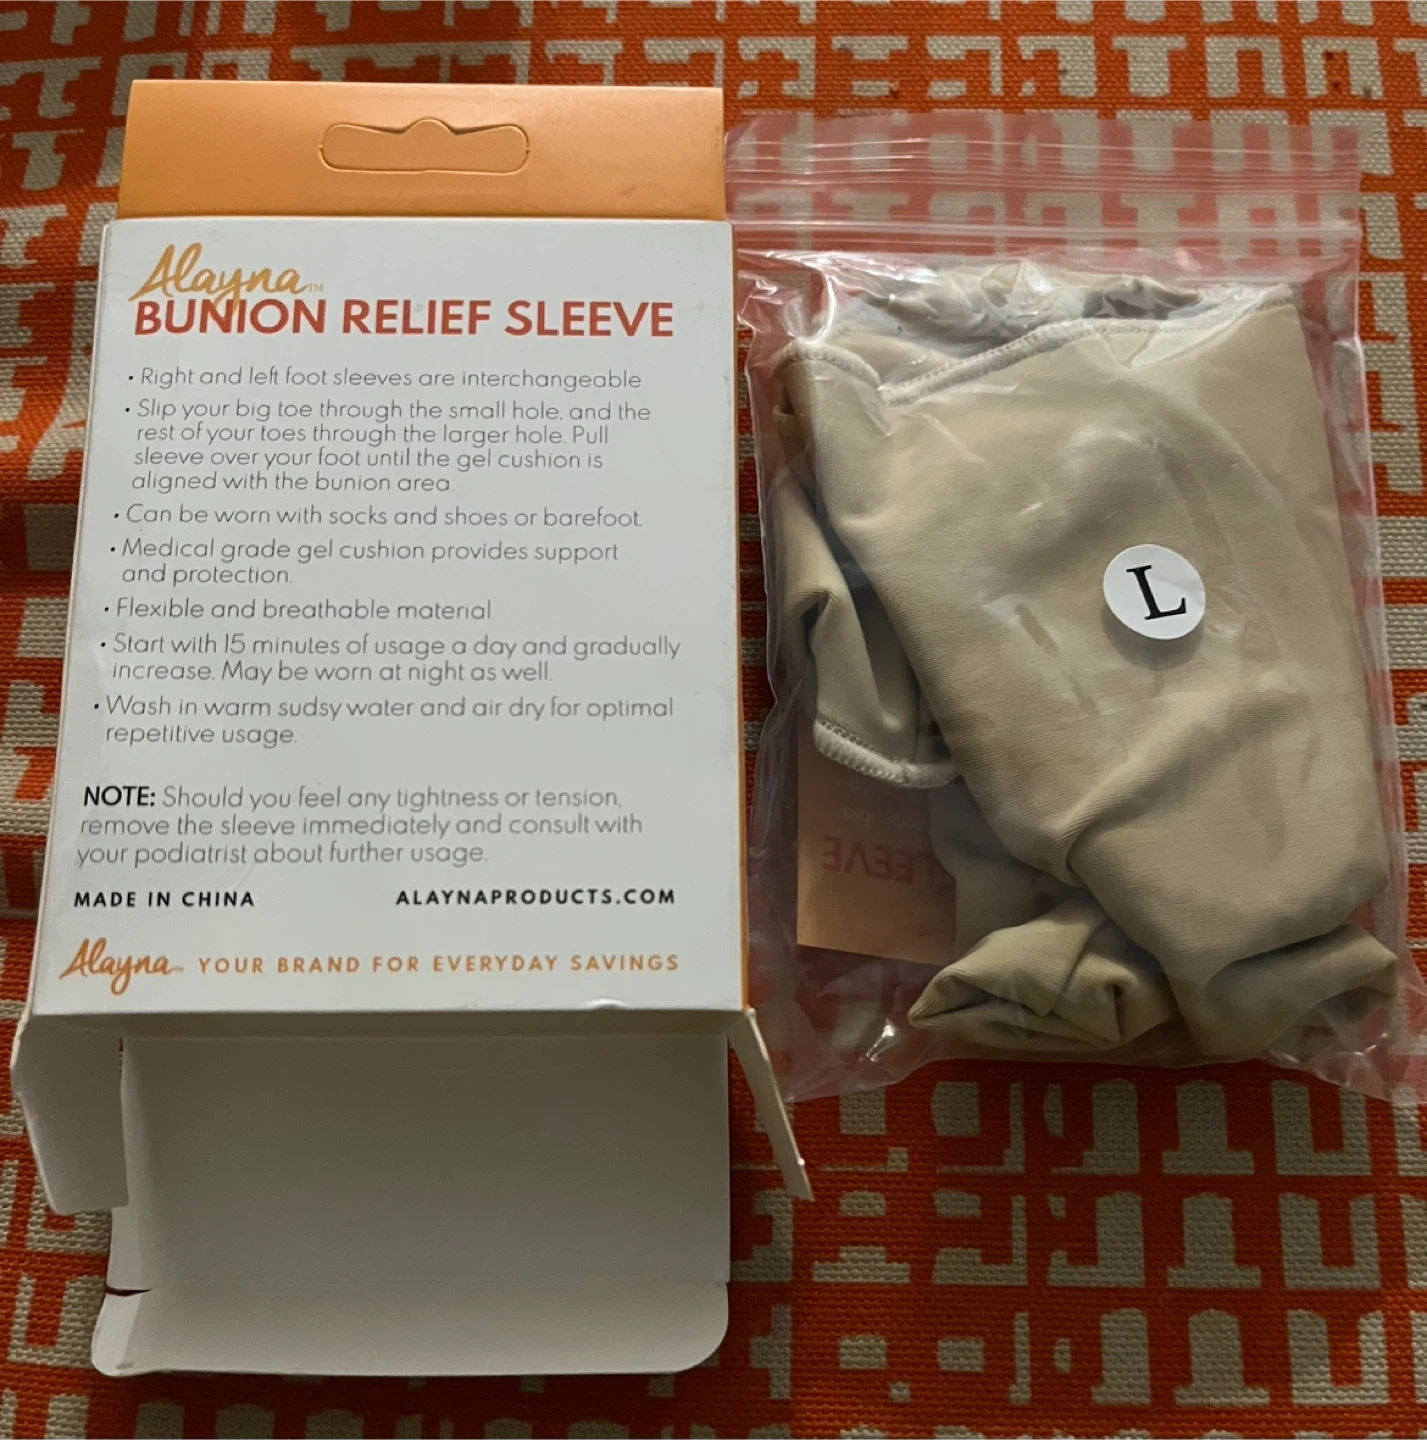 Alayna™
BUNION RELIEF SLEEVE
• Right and left foot sleeves are interchangeable.
• Slip your big toe through the small hole, and the
rest of your toes through the larger hole. Pull
sleeve over your foot until the gel cushion is
aligned with the bunion area.
• Can be worn with socks and shoes or barefoot.
• Medical grade gel cushion provides support
and protection.
• Flexible and breathable material.
• Start with 15 minutes of usage a day and gradually
increase. May be worn at night as well.
• Wash in warm sudsy water and air dry for optimal
repetitive usage.
NOTE: Should you feel any tightness or tension,
remove the sleeve immediately and consult with
your podiatrist about further usage.
MADE IN CHINA ALAYNAPRODUCTS.COM
Alayna™ YOUR BRAND FOR EVERYDAY SAVINGS
L
SLEEVE